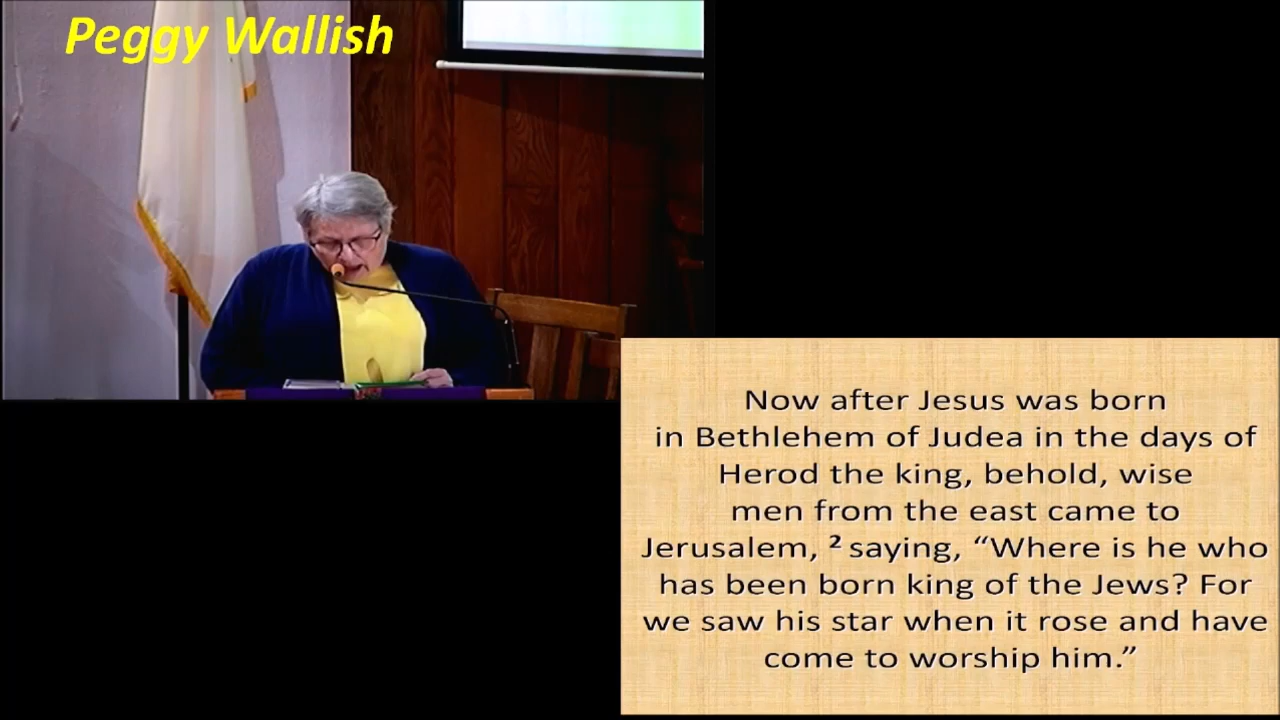 Peggy Wallish
Now after Jesus was born
in Bethlehem of Judea in the days of
Herod the king, behold, wise
men from the east came to
Jerusalem, ² saying, “Where is he who
has been born king of the Jews? For
we saw his star when it rose and have
come to worship him.”